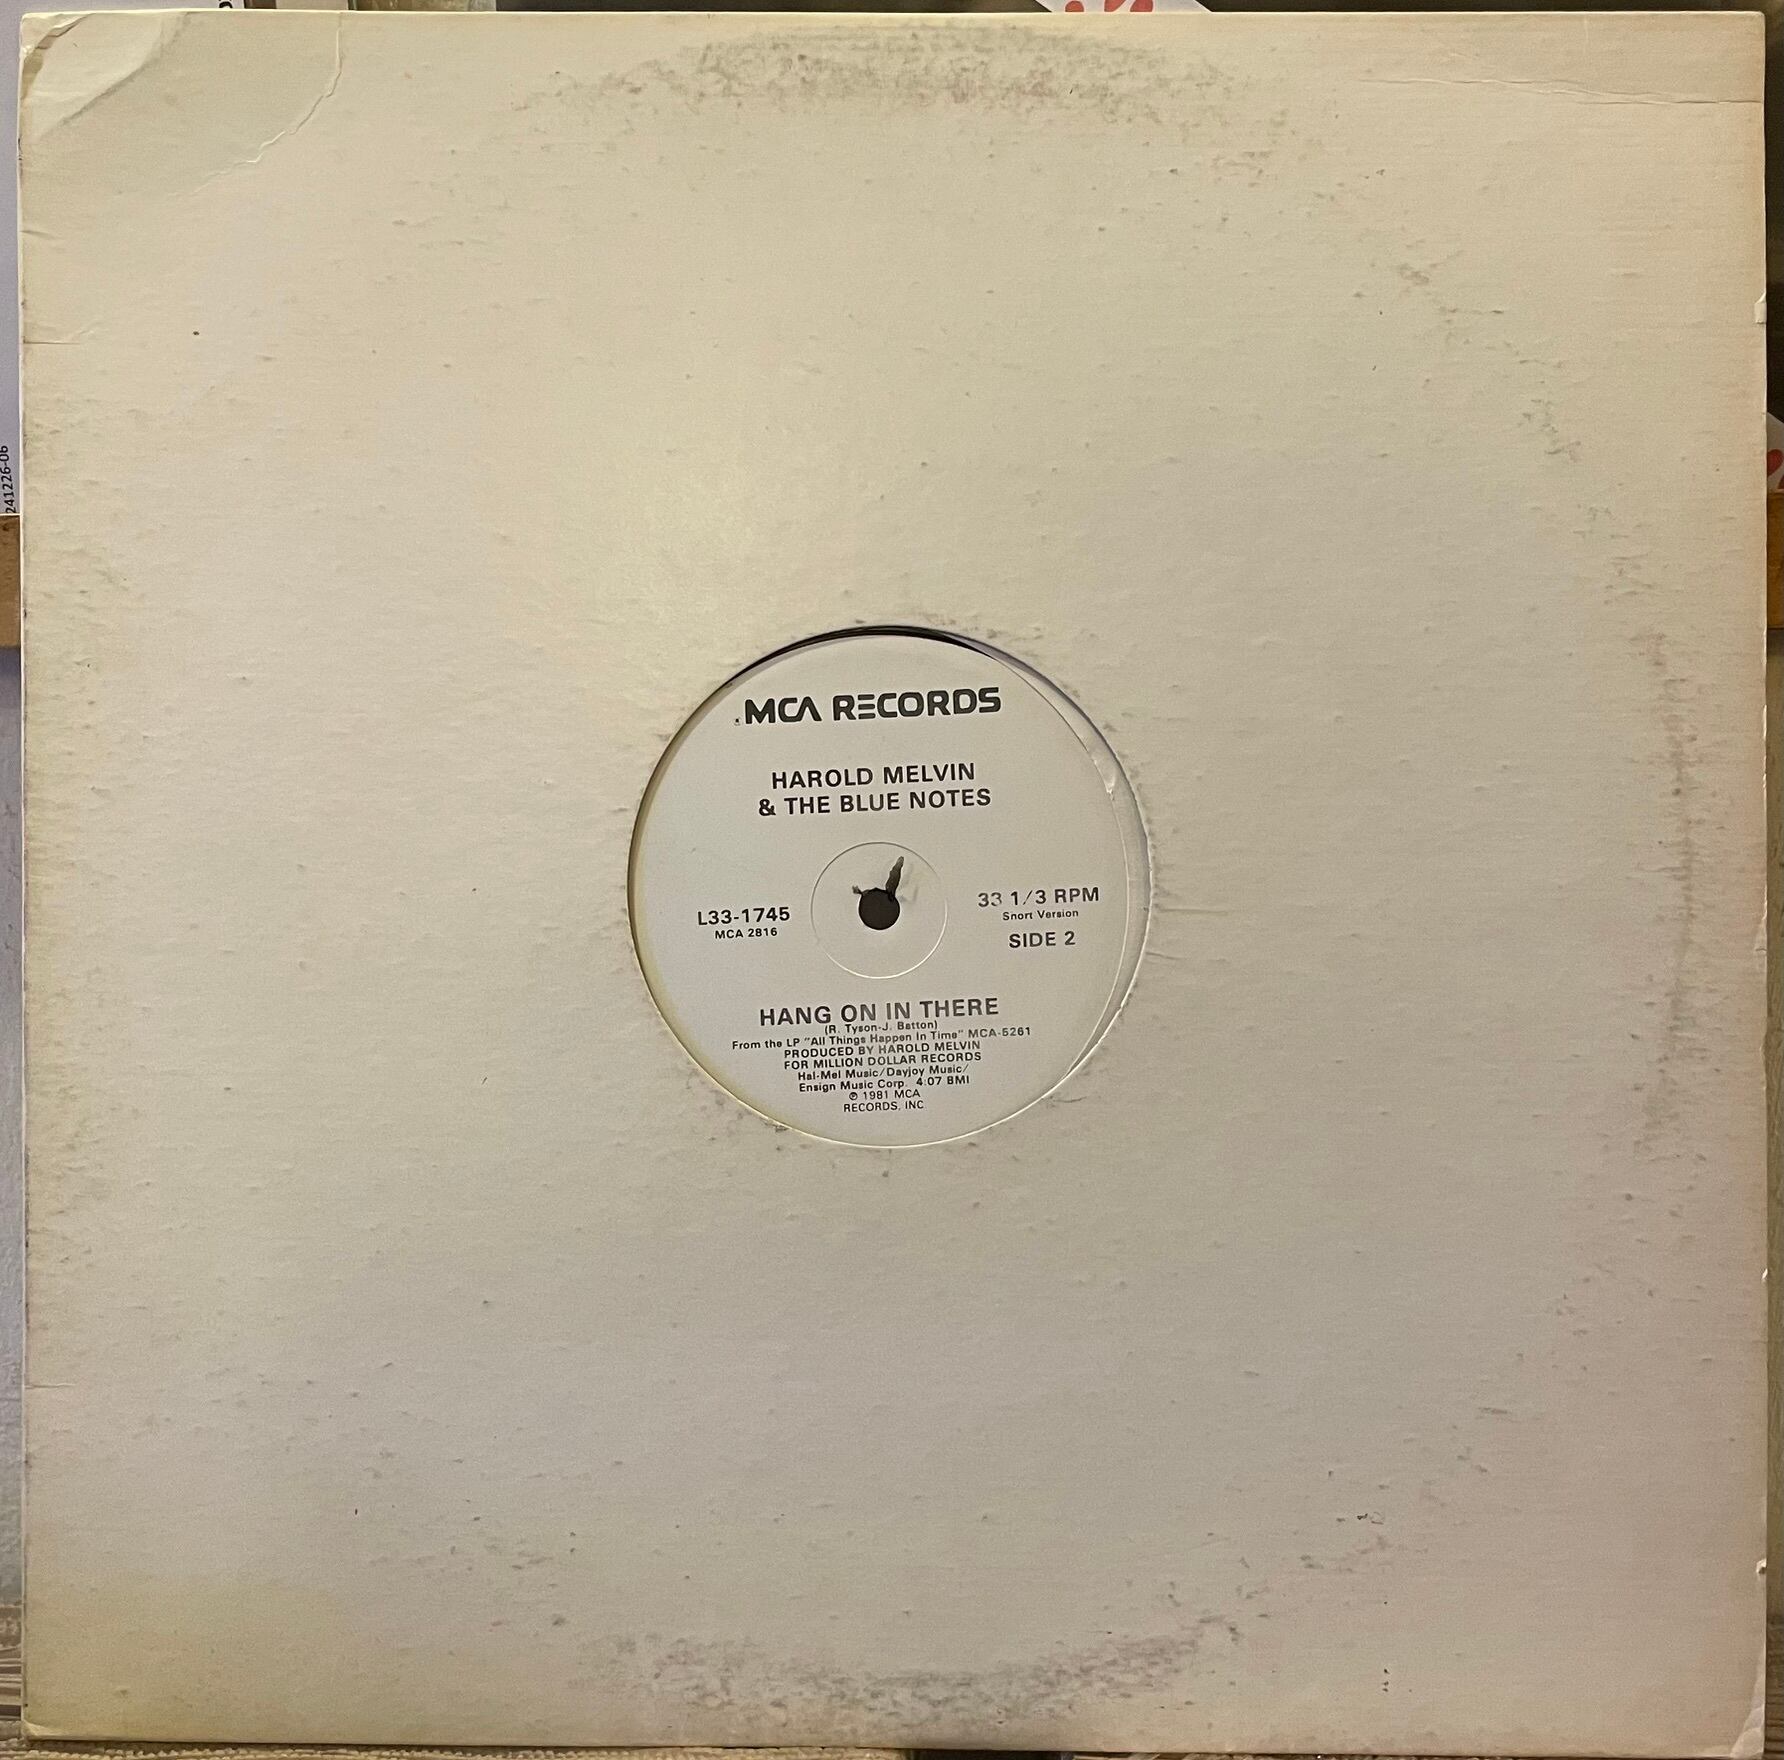 MCA RECORDS
HAROLD MELVIN
& THE BLUE NOTES
L33-1745
MCA 2816
33 1/3 RPM
Snort Version
SIDE 2
HANG ON IN THERE
(R. Tyson-J. Batton)
From the LP "All Things Happen In Time" MCA-5261
PRODUCED BY HAROLD MELVIN
FOR MILLION DOLLAR RECORDS
Hal-Mel Music/Dayjoy Music/
Ensign Music Corp. 4:07 BMI
℗ 1981 MCA
RECORDS, INC
241226-06